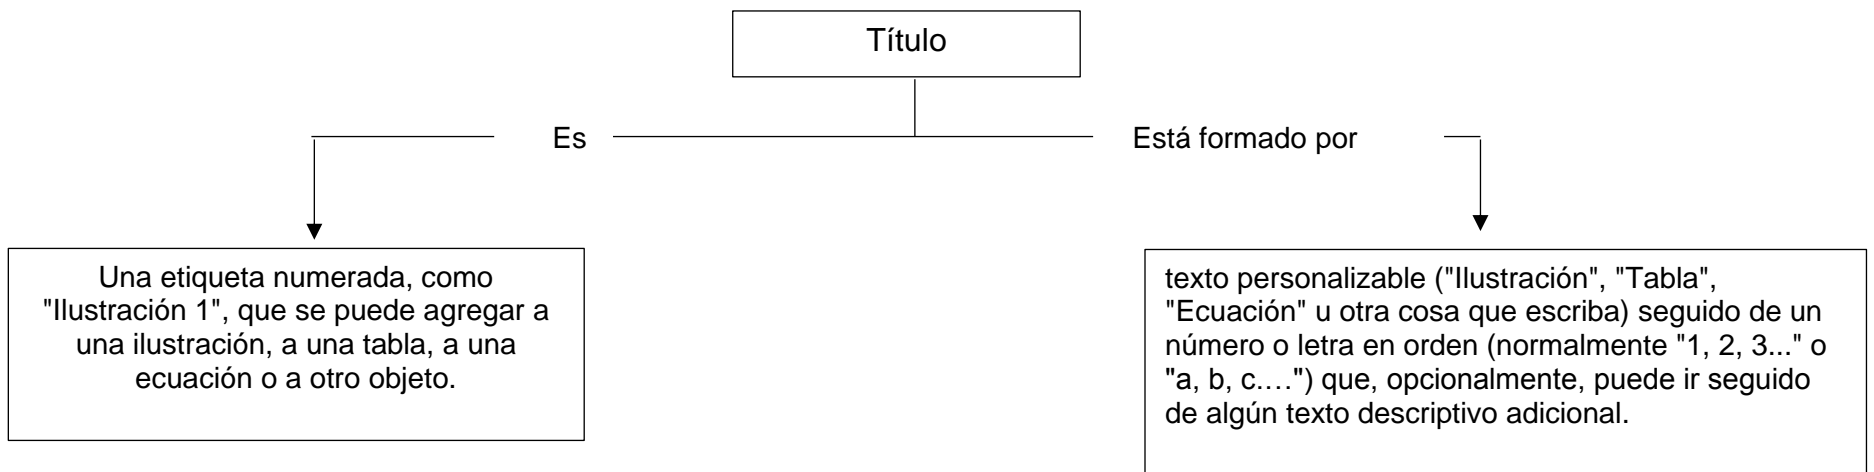 Título
Es
Está formado por
Una etiqueta numerada, como
"Ilustración 1", que se puede agregar a
una ilustración, a una tabla, a una
ecuación o a otro objeto.
texto personalizable ("Ilustración", "Tabla",
"Ecuación" u otra cosa que escriba) seguido de un
número o letra en orden (normalmente "1, 2, 3..." o
"a, b, c.…") que, opcionalmente, puede ir seguido
de algún texto descriptivo adicional.